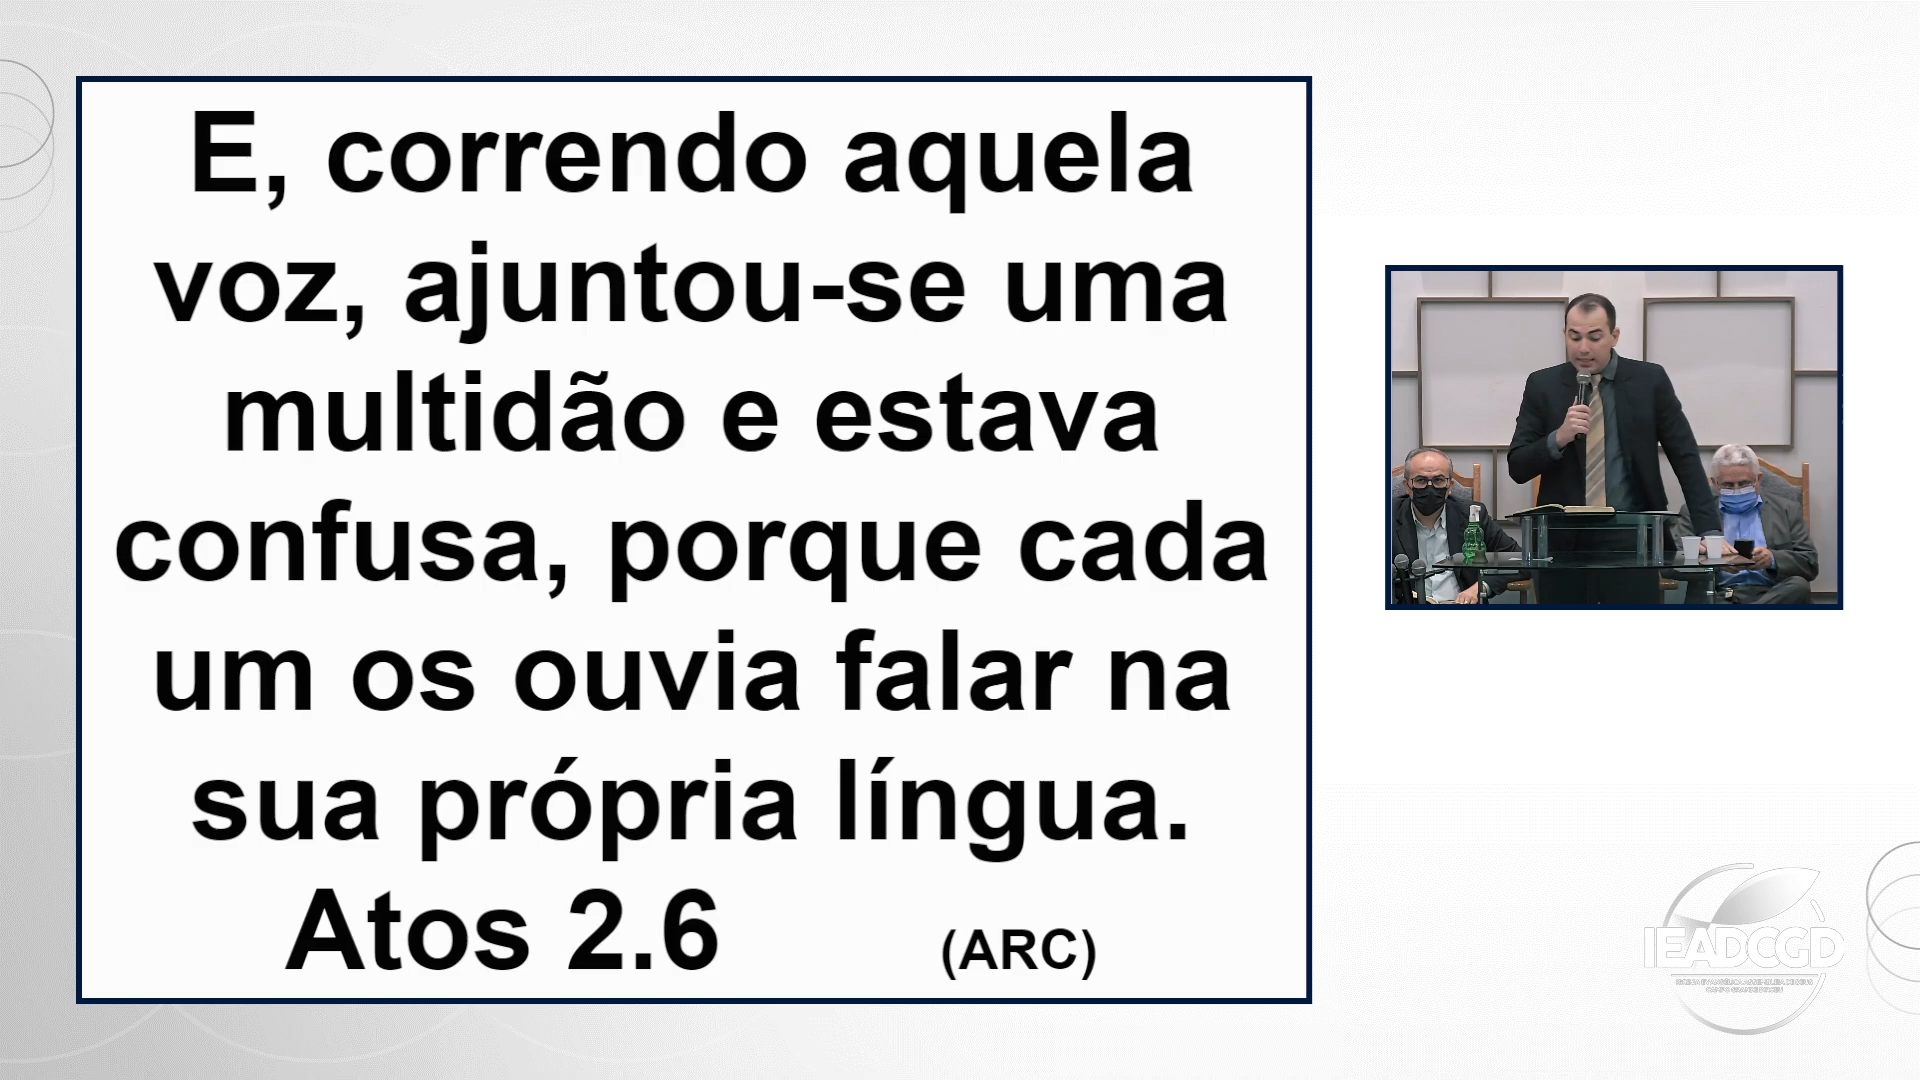 E, correndo aquela
voz, ajuntou-se uma
multidão e estava
confusa, porque cada
um os ouvia falar na
sua própria língua.
Atos 2.6 (ARC)
IEADCGD